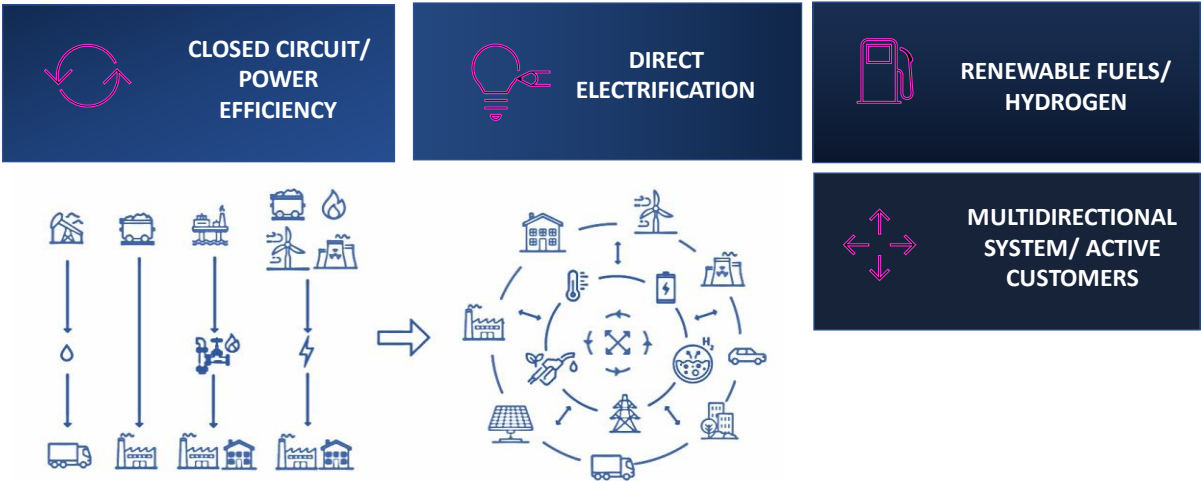 CLOSED CIRCUIT/
POWER
EFFICIENCY
DIRECT
ELECTRIFICATION
RENEWABLE FUELS/
HYDROGEN
MULTIDIRECTIONAL
SYSTEM/ ACTIVE
CUSTOMERS
H₂